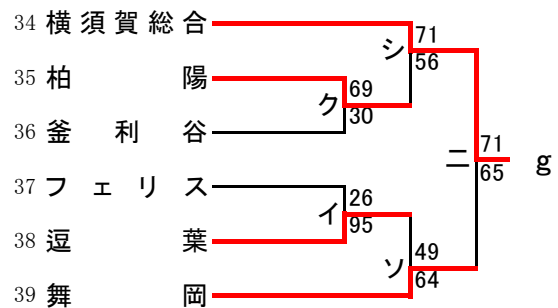 34 横須賀総合
71
シ
56
35 柏陽
69
ク
30
36 釜利谷
71
ニ
65
g
37 フェリス
26
イ
95
38 逗葉
49
ソ
64
39 舞岡